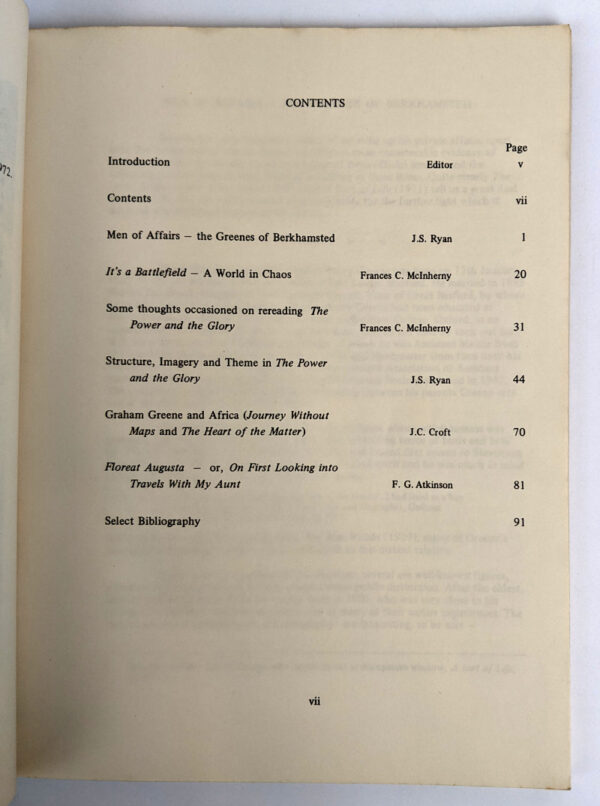 CONTENTS
Page
Introduction Editor v
Contents vii
Men of Affairs – the Greenes of Berkhamsted J.S. Ryan 1
It's a Battlefield – A World in Chaos Frances C. McInherny 20
Some thoughts occasioned on rereading The
Power and the Glory Frances C. McInherny 31
Structure, Imagery and Theme in The Power
and the Glory J.S. Ryan 44
Graham Greene and Africa (Journey Without
Maps and The Heart of the Matter) J.C. Croft 70
Floreat Augusta – or, On First Looking into
Travels With My Aunt F. G. Atkinson 81
Select Bibliography 91
vii